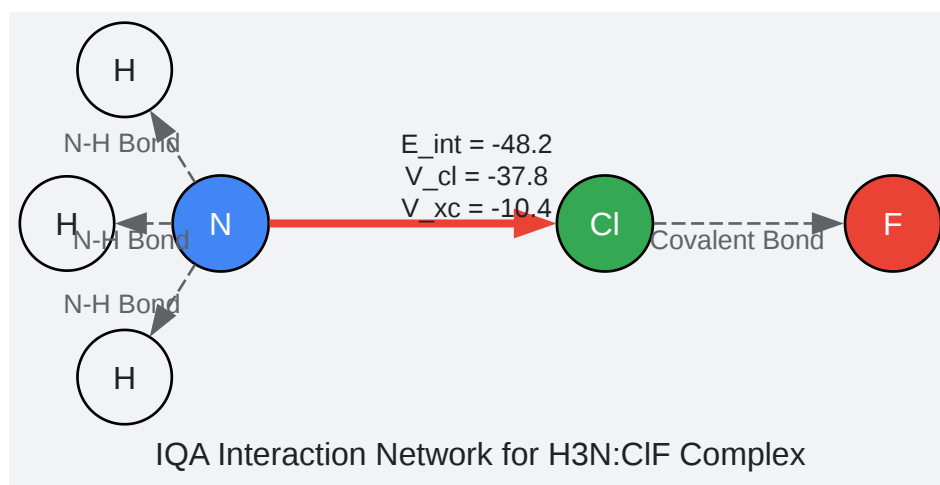 H
N-H Bond
E_int = -48.2
V_cl = -37.8
V_xc = -10.4
H
N-H Bond
N
Cl
Covalent Bond
F
N-H Bond
H
IQA Interaction Network for H3N:ClF Complex